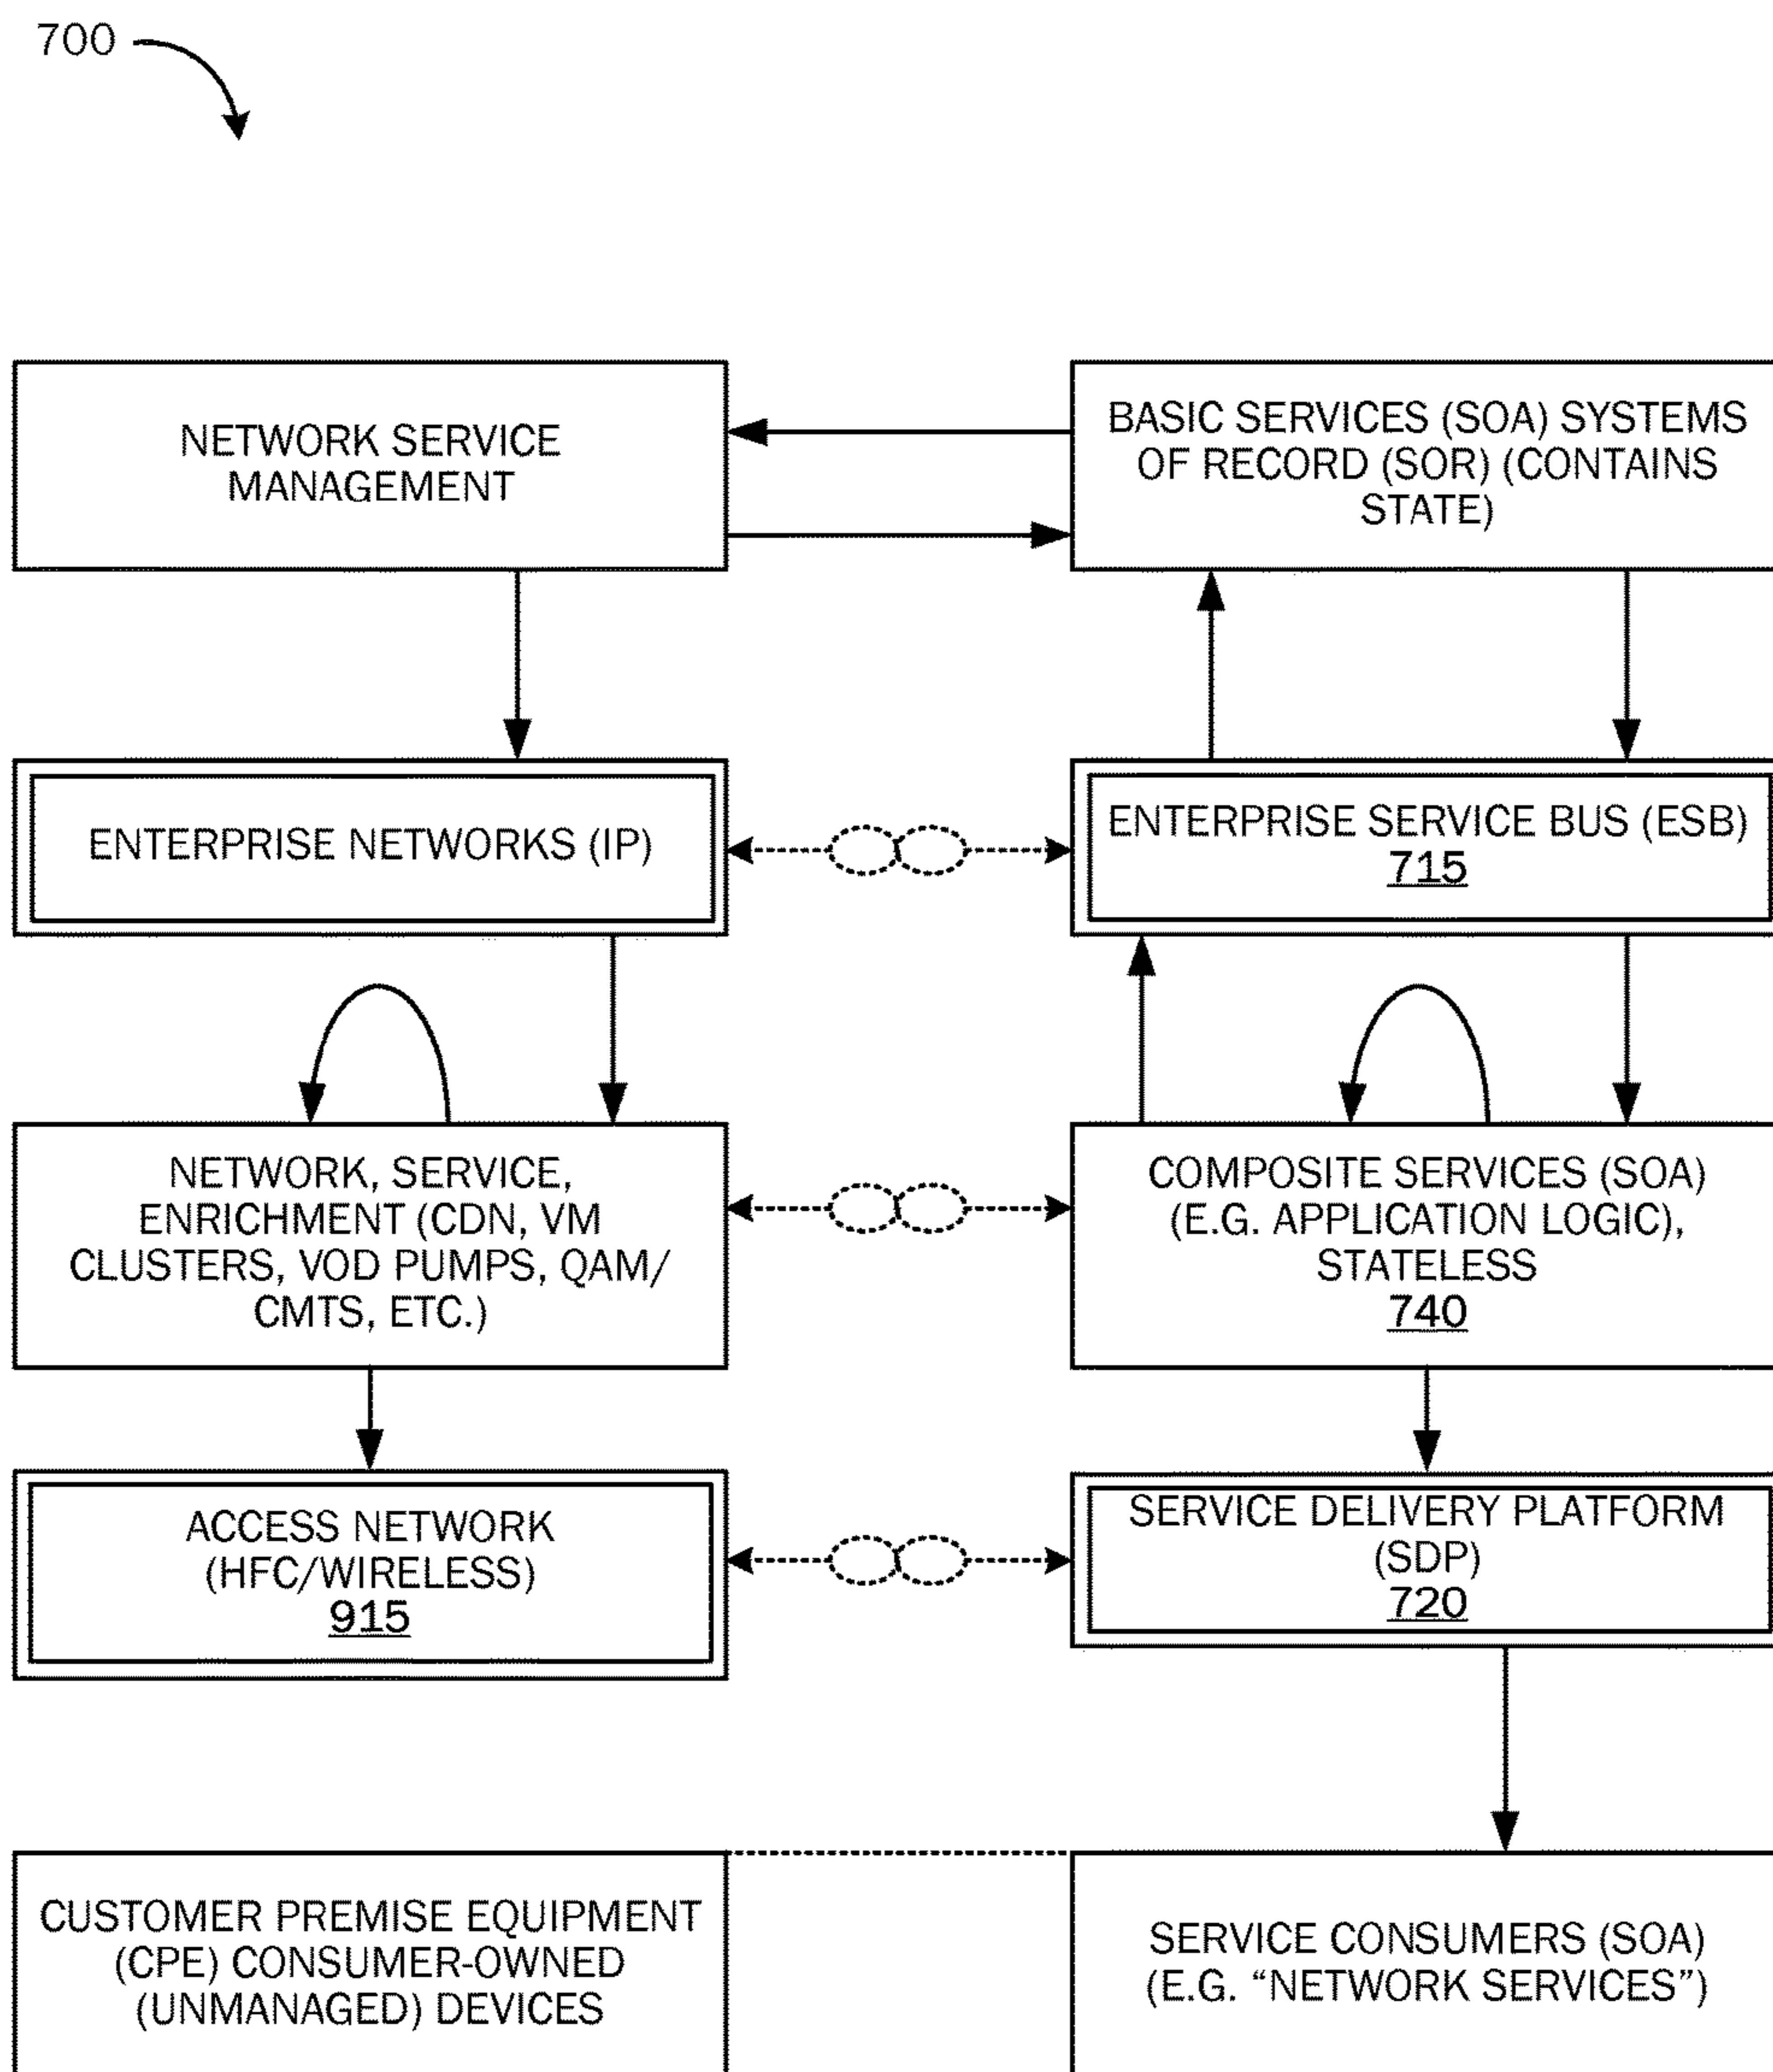 700
NETWORK SERVICE
MANAGEMENT
BASIC SERVICES (SOA) SYSTEMS
OF RECORD (SOR) (CONTAINS
STATE)
ENTERPRISE NETWORKS (IP)
ENTERPRISE SERVICE BUS (ESB)
715
NETWORK, SERVICE,
ENRICHMENT (CDN, VM
CLUSTERS, VOD PUMPS, QAM/
CMTS, ETC.)
COMPOSITE SERVICES (SOA)
(E.G. APPLICATION LOGIC),
STATELESS
740
ACCESS NETWORK
(HFC/WIRELESS)
915
SERVICE DELIVERY PLATFORM
(SDP)
720
CUSTOMER PREMISE EQUIPMENT
(CPE) CONSUMER-OWNED
(UNMANAGED) DEVICES
SERVICE CONSUMERS (SOA)
(E.G. “NETWORK SERVICES”)